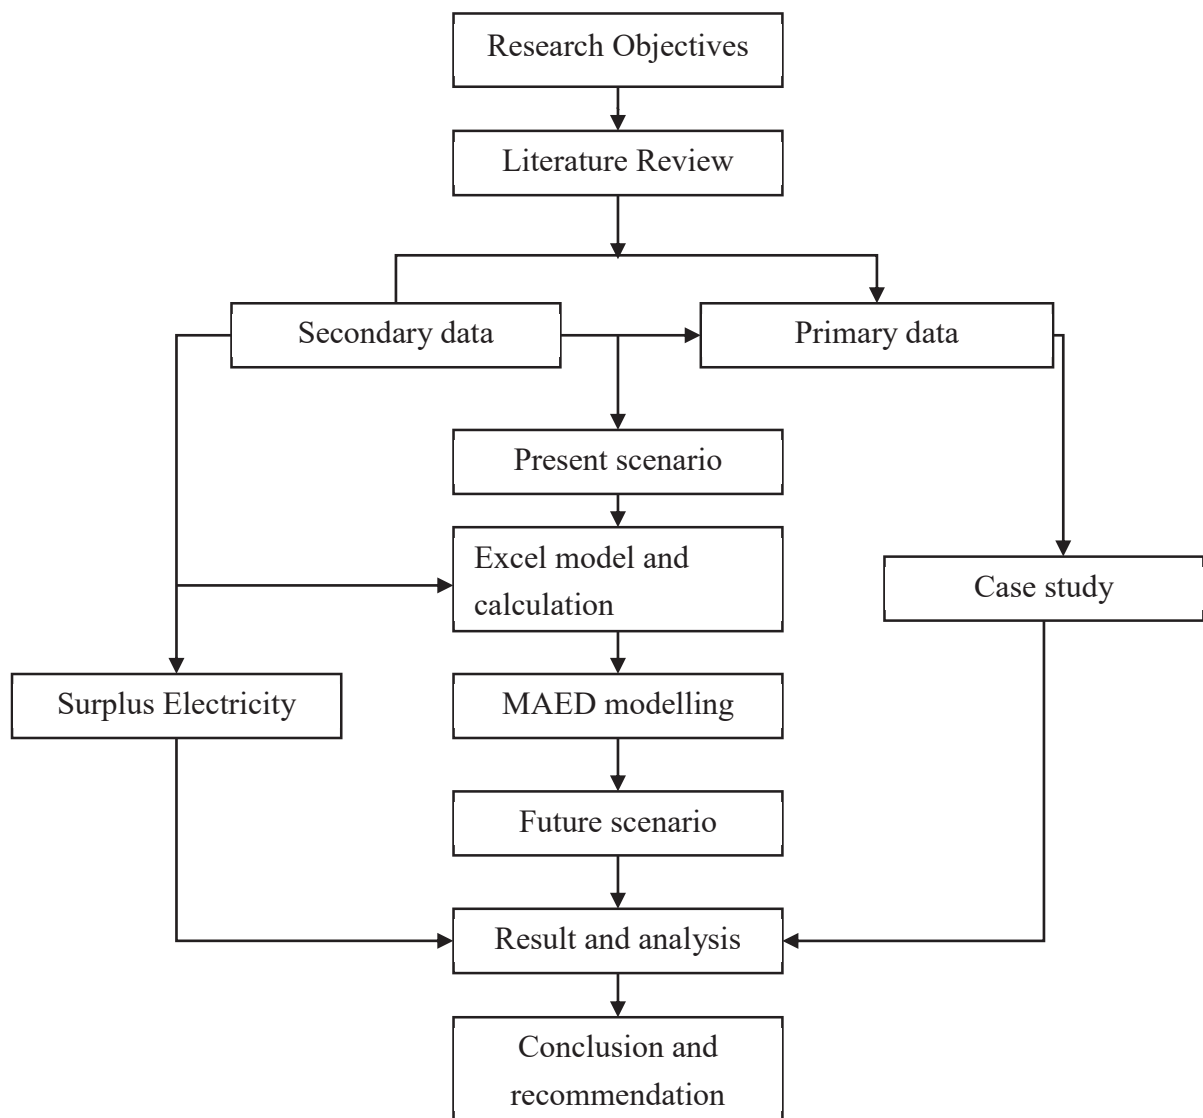 Research Objectives
Literature Review
Secondary data
Primary data
Present scenario
Excel model and
calculation
Case study
Surplus Electricity
MAED modelling
Future scenario
Result and analysis
Conclusion and
recommendation